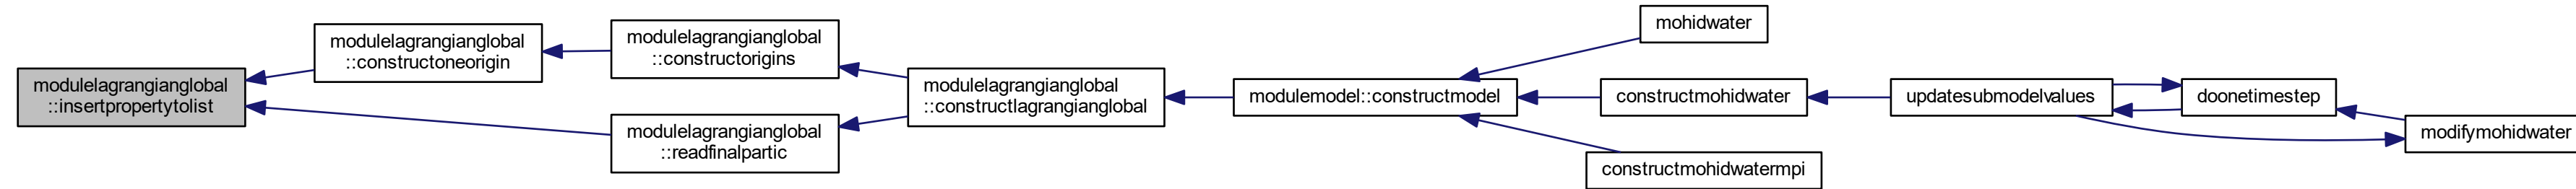 modulelagrangianglobal
::insertpropertytolist
modulelagrangianglobal
::constructoneorigin
modulelagrangianglobal
::constructorigins
modulelagrangianglobal
::readfinalpartic
modulelagrangianglobal
::constructlagrangianglobal
modulemodel::constructmodel
mohidwater
constructmohidwater
constructmohidwatermpi
updatesubmodelvalues
doonetimestep
modifymohidwater